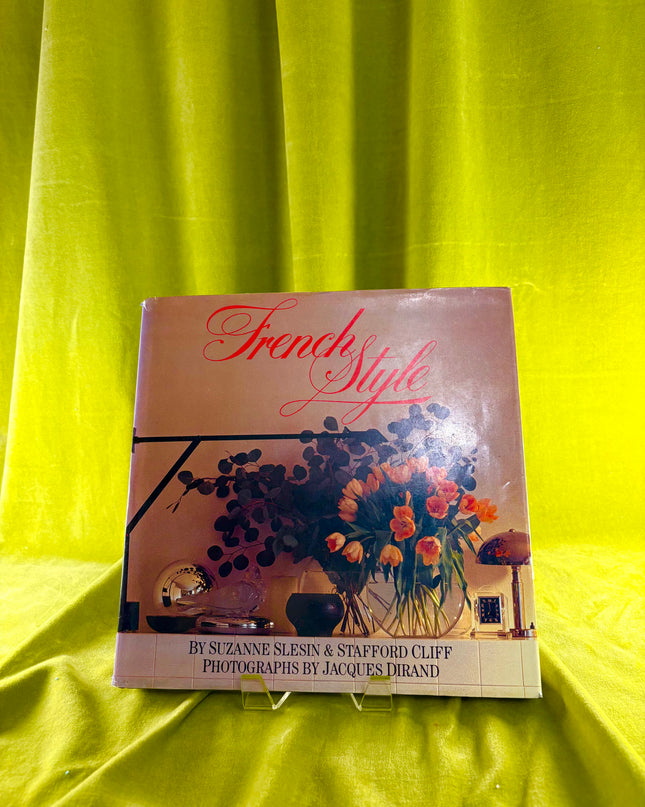 French
Style
BY SUZANNE SLESIN & STAFFORD CLIFF
PHOTOGRAPHS BY JACQUES DIRAND